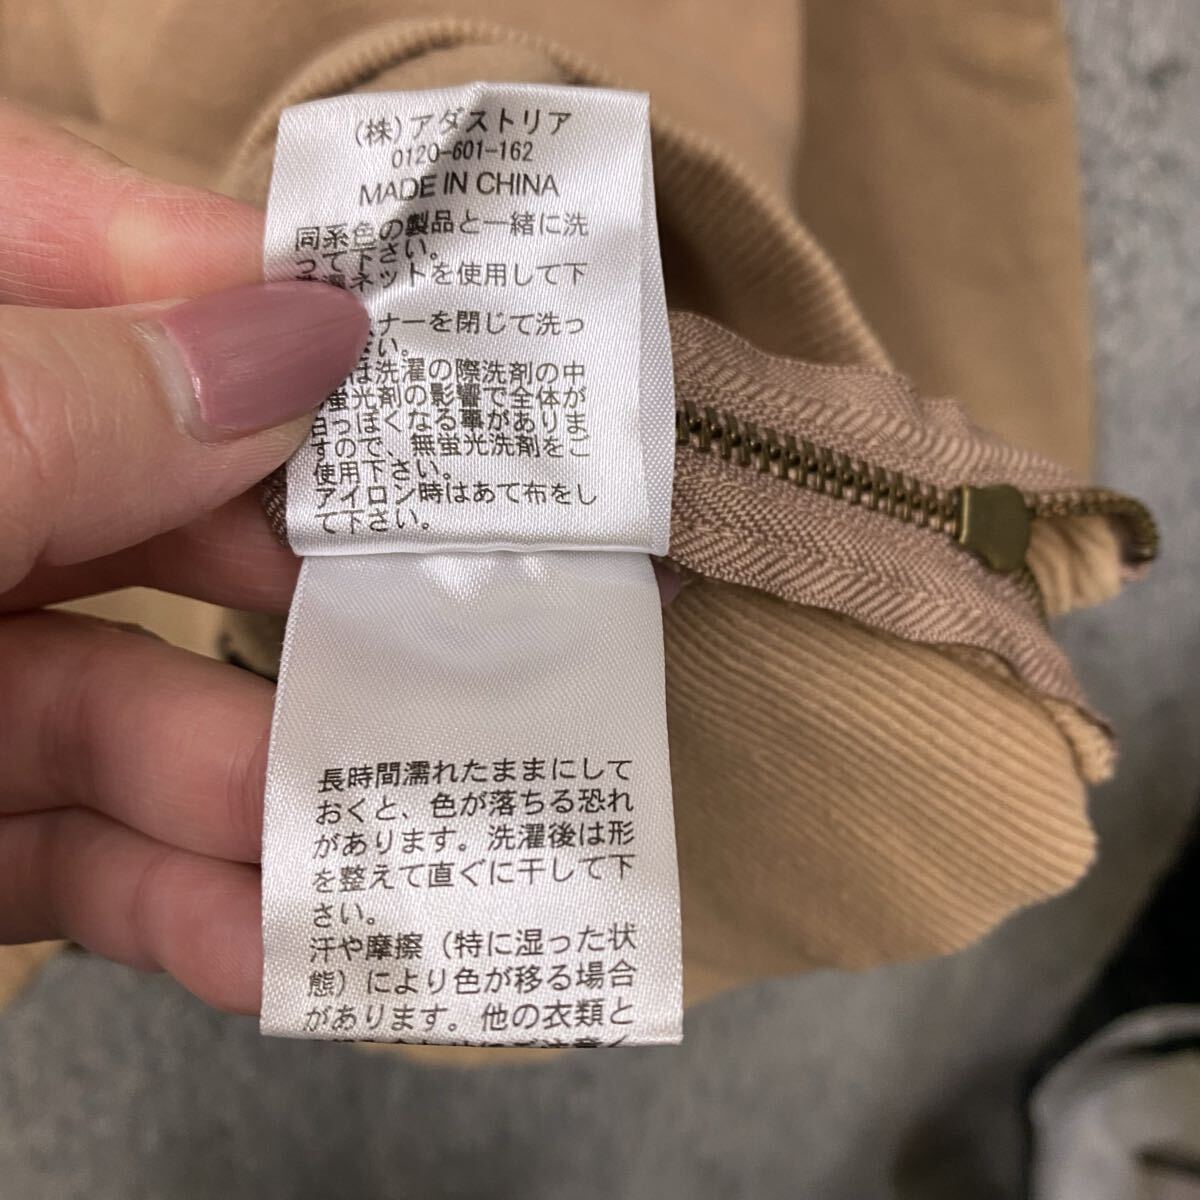 (株)アダストリア
0120-601-162
MADE IN CHINA
同系色の製品と一緒に洗
って下さい。
ネットを使用して下
ナーを閉じて洗っ
さい。
は洗濯の際洗剤の中
蛍光剤の影響で全体が
白っぽくなる事がありま
すので、無蛍光洗剤をご
使用下さい。
アイロン時はあて布をし
て下さい。
長時間濡れたままにして
おくと、色が落ちる恐れ
があります。洗濯後は形
を整えて直ぐに干して下
さい。
汗や摩擦（特に湿った状
態）により色が移る場合
があります。他の衣類と